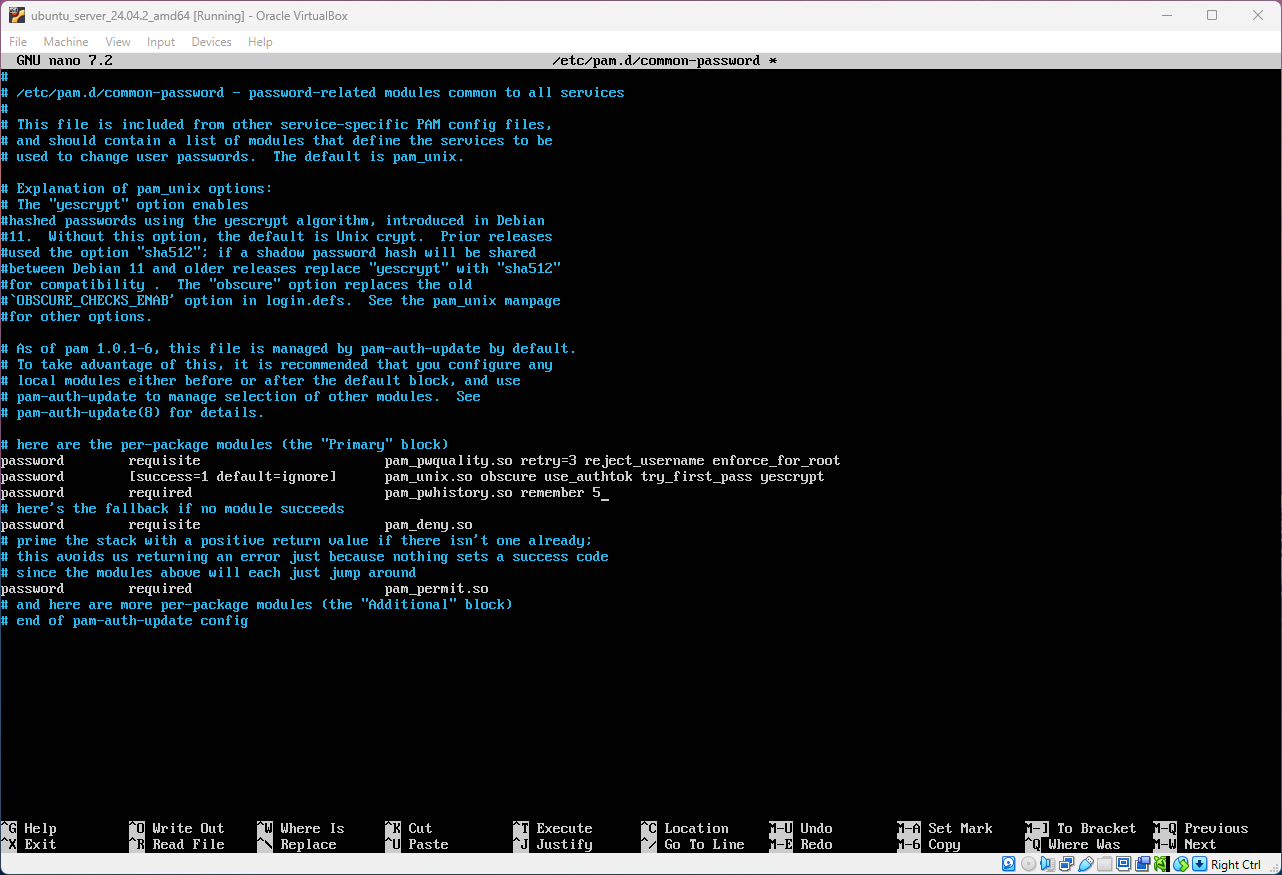 ubuntu_server_24.04.2_amd64 [Running] - Oracle VirtualBox
File Machine View Input Devices Help
GNU nano 7.2 /etc/pam.d/common-password *
#
# /etc/pam.d/common-password - password-related modules common to all services
#
# This file is included from other service-specific PAM config files,
# and should contain a list of modules that define the services to be
# used to change user passwords.  The default is pam_unix.
# Explanation of pam_unix options:
# The "yescrypt" option enables
#hashed passwords using the yescrypt algorithm, introduced in Debian
#11.  Without this option, the default is Unix crypt.  Prior releases
#used the option "sha512"; if a shadow password hash will be shared
#between Debian 11 and older releases replace "yescrypt" with "sha512"
#for compatibility .  The "obscure" option replaces the old
#`OBSCURE_CHECKS_ENAB' option in login.defs.  See the pam_unix manpage
#for other options.
# As of pam 1.0.1-6, this file is managed by pam-auth-update by default.
# To take advantage of this, it is recommended that you configure any
# local modules either before or after the default block, and use
# pam-auth-update to manage selection of other modules.  See
# pam-auth-update(8) for details.
# here are the per-package modules (the "Primary" block)
password        requisite                       pam_pwquality.so retry=3 reject_username enforce_for_root
password        [success=1 default=ignore]      pam_unix.so obscure use_authtok try_first_pass yescrypt
password        required                        pam_pwhistory.so remember 5_
# here's the fallback if no module succeeds
password        requisite                       pam_deny.so
# prime the stack with a positive return value if there isn't one already;
# this avoids us returning an error just because nothing sets a success code
# since the modules above will each just jump around
password        required                        pam_permit.so
# and here are more per-package modules (the "Additional" block)
# end of pam-auth-update config
^G Help ^O Write Out ^W Where Is ^K Cut ^T Execute ^C Location M-U Undo M-A Set Mark M-] To Bracket M-Q Previous
^X Exit ^R Read File ^\ Replace ^U Paste ^J Justify ^/ Go To Line M-E Redo M-6 Copy ^Q Where Was M-W Next
Right Ctrl